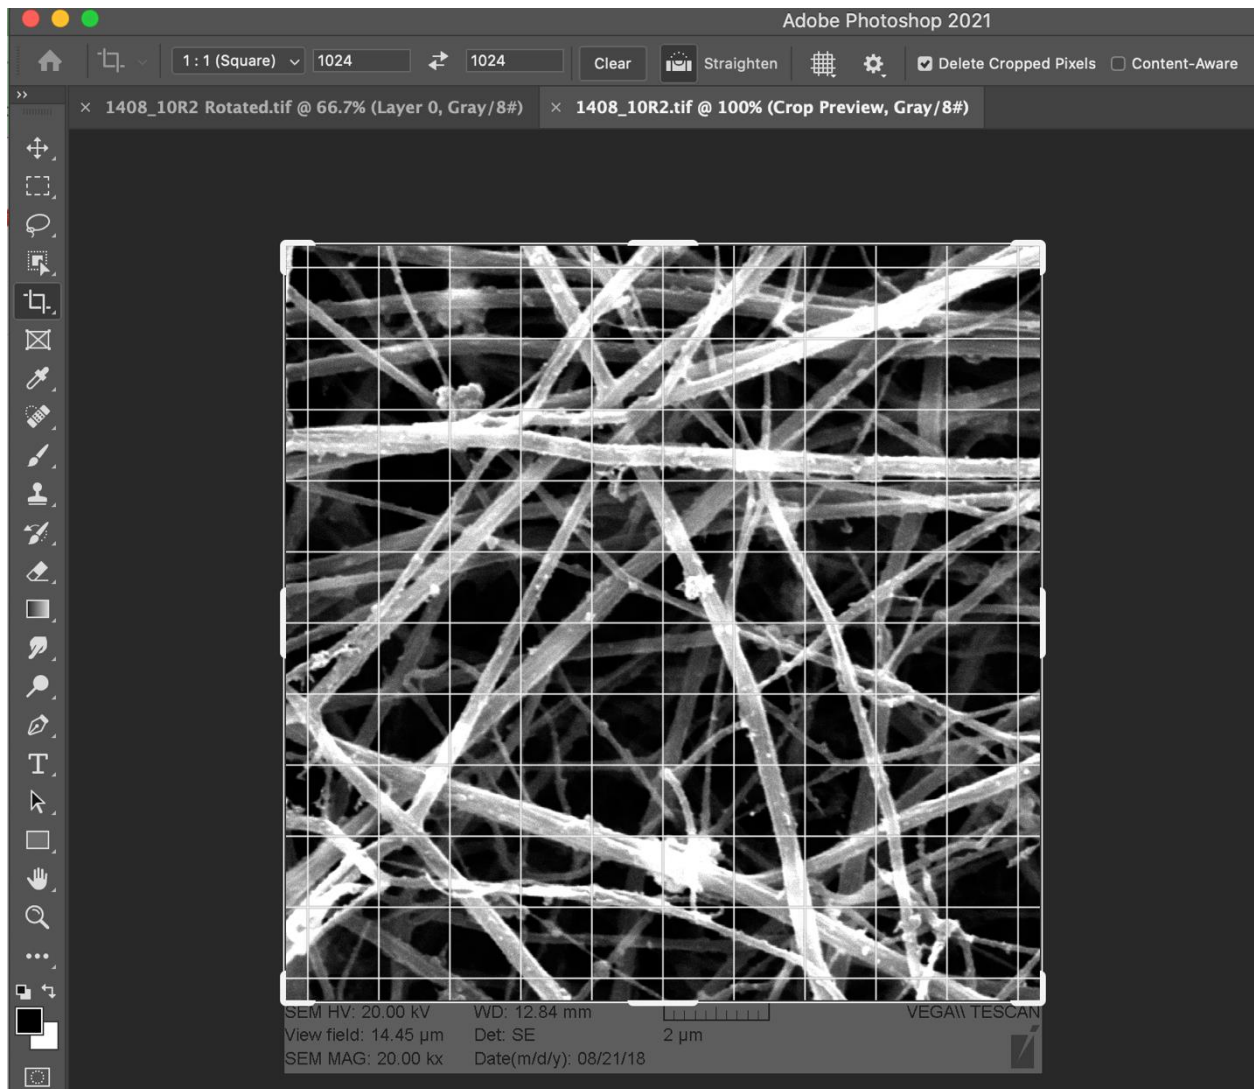 Adobe Photoshop 2021
1 : 1 (Square) 1024 1024 Clear Straighten Delete Cropped Pixels Content-Aware
× 1408_10R2 Rotated.tif @ 66.7% (Layer 0, Gray/8#) × 1408_10R2.tif @ 100% (Crop Preview, Gray/8#)
SEM HV: 20.00 kV WD: 12.84 mm VEGA\\ TESCAN
View field: 14.45 µm Det: SE 2 µm
SEM MAG: 20.00 kx Date(m/d/y): 08/21/18